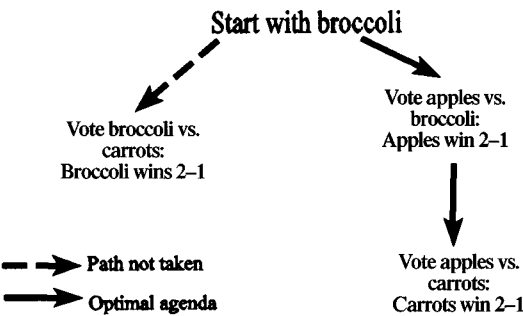 Start with broccoli
Vote broccoli vs.
carrots:
Broccoli wins 2–1
Vote apples vs.
broccoli:
Apples win 2–1
Vote apples vs.
carrots:
Carrots win 2–1
Path not taken
Optimal agenda